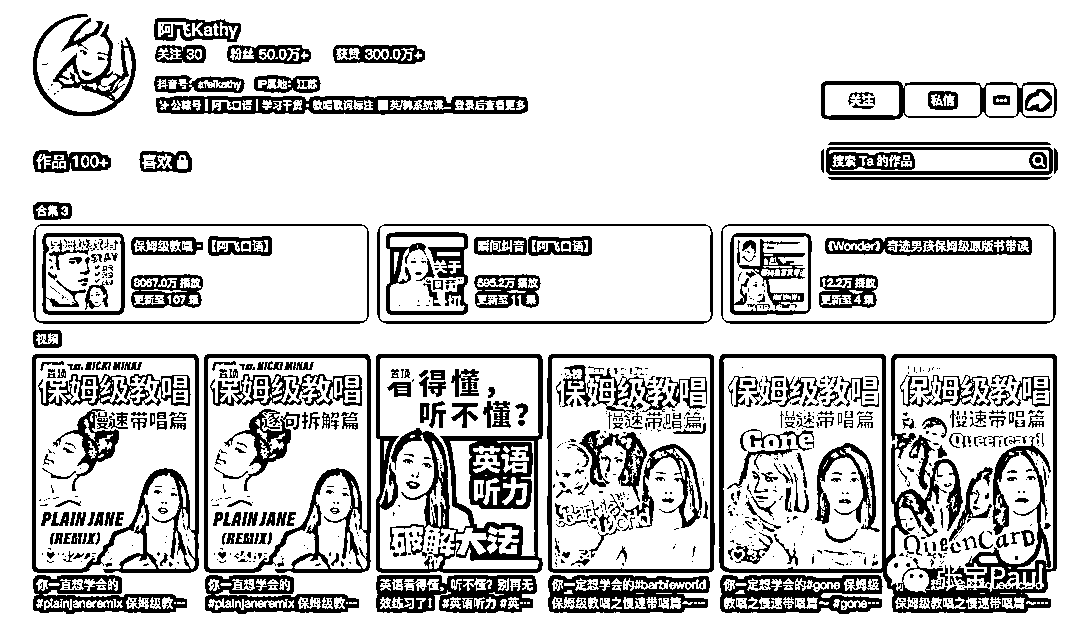 阿飞Kathy
关注 30 粉丝 50.0万+ 获赞 300.0万+
抖音号: afeikathy IP属地: 江苏
公众号 | 阿飞口语 | 学习干货
登录后查看更多
关注 私信
作品 100+ 喜欢
搜索 Ta 的作品
合集 3
保姆级教唱 -【阿飞口语】
更新至 107 集
瞬间纠音【阿飞口语】
更新至 11 集
《Wonder》奇迹男孩保姆级原版书带读
12.2万 播放
更新至 4 集
视频
保姆级教唱
慢速带唱篇
PLAIN JANE
(REMIX)
保姆级教唱
逐句拆解篇
PLAIN JANE
(REMIX)
看得懂，
听不懂？
英语
听力
破解大法
保姆级教唱
慢速带唱篇
保姆级教唱
慢速带唱篇
Gone
保姆级教唱
慢速带唱篇
Queencard
QueenCard
你一直想学会的
#plainjaneremix 保姆级教…
你一直想学会的
#plainjaneremix 保姆级教…
英语看得懂，听不懂？别再无
效练习了！ #英语听力 #英…
你一定想学会的#barbieworld
保姆级教唱之慢速带唱篇～…
你一定想学会的#gone 保姆级
教唱之慢速带唱篇～ #gone…
保姆级教唱之慢速带唱篇～…